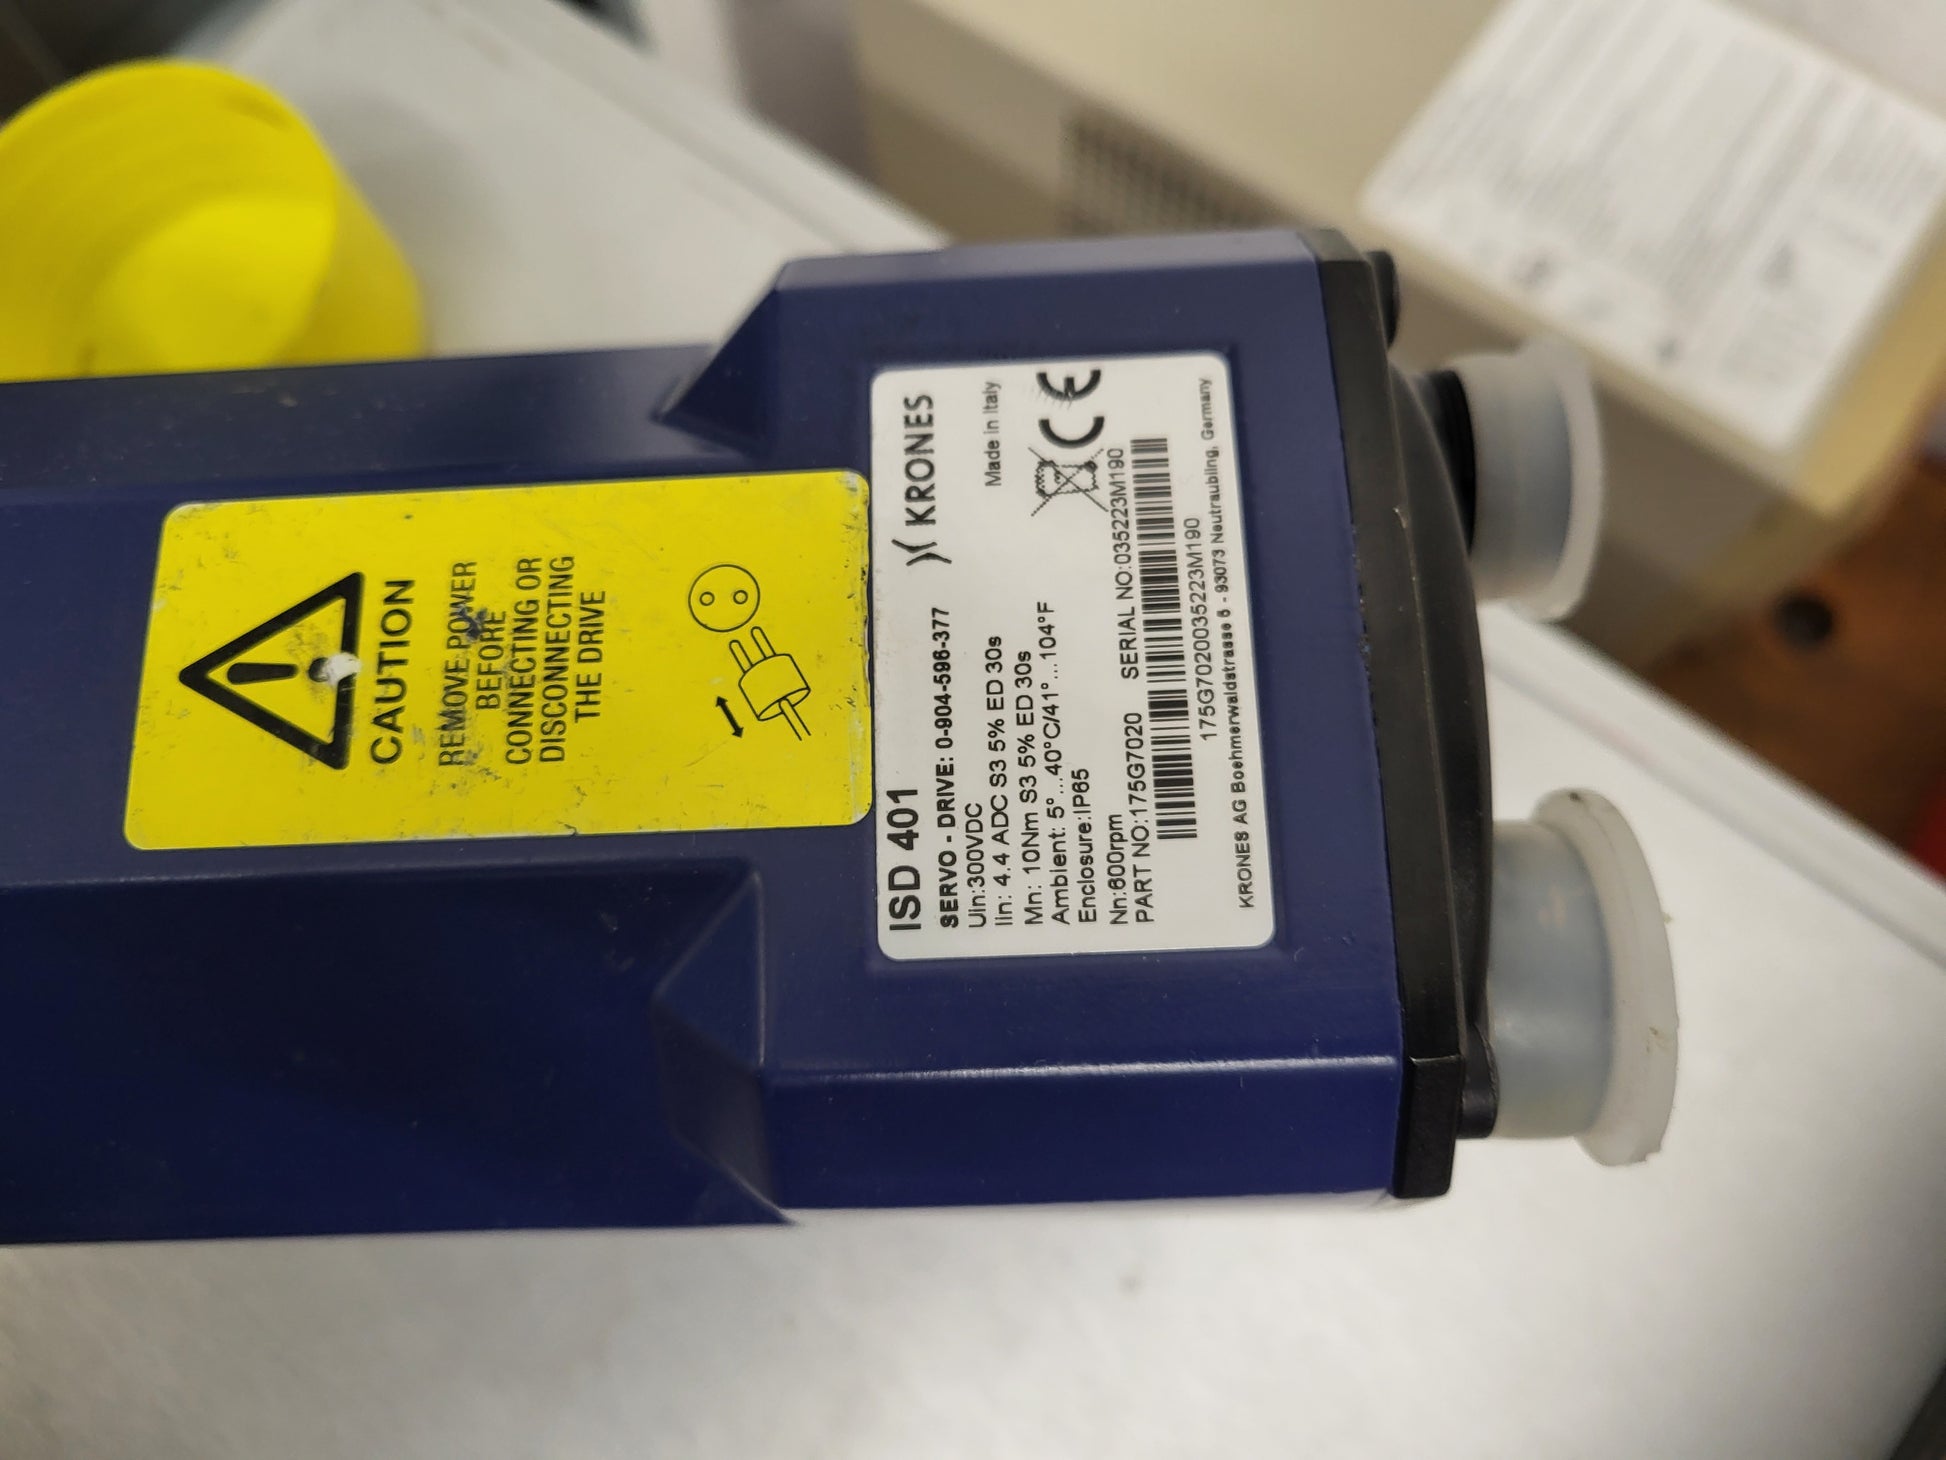 CAUTION
REMOVE POWER
BEFORE
CONNECTING OR
DISCONNECTING
THE DRIVE
ISD 401
KRONES
SERVO - DRIVE: 0-904-596-377
Made in Italy
Uin:300VDC
Iin: 4.4 ADC S3 5% ED 30s
Mn: 10Nm S3 5% ED 30s
Ambient: 5°...40°C/41°...104°F
Enclosure:IP65
CE
Nn:600rpm
PART NO:175G7020 SERIAL NO:035223M190
175G7020035223M190
KRONES AG Boehmerwaldstrasse 5 - 93073 Neutraubling, Germany